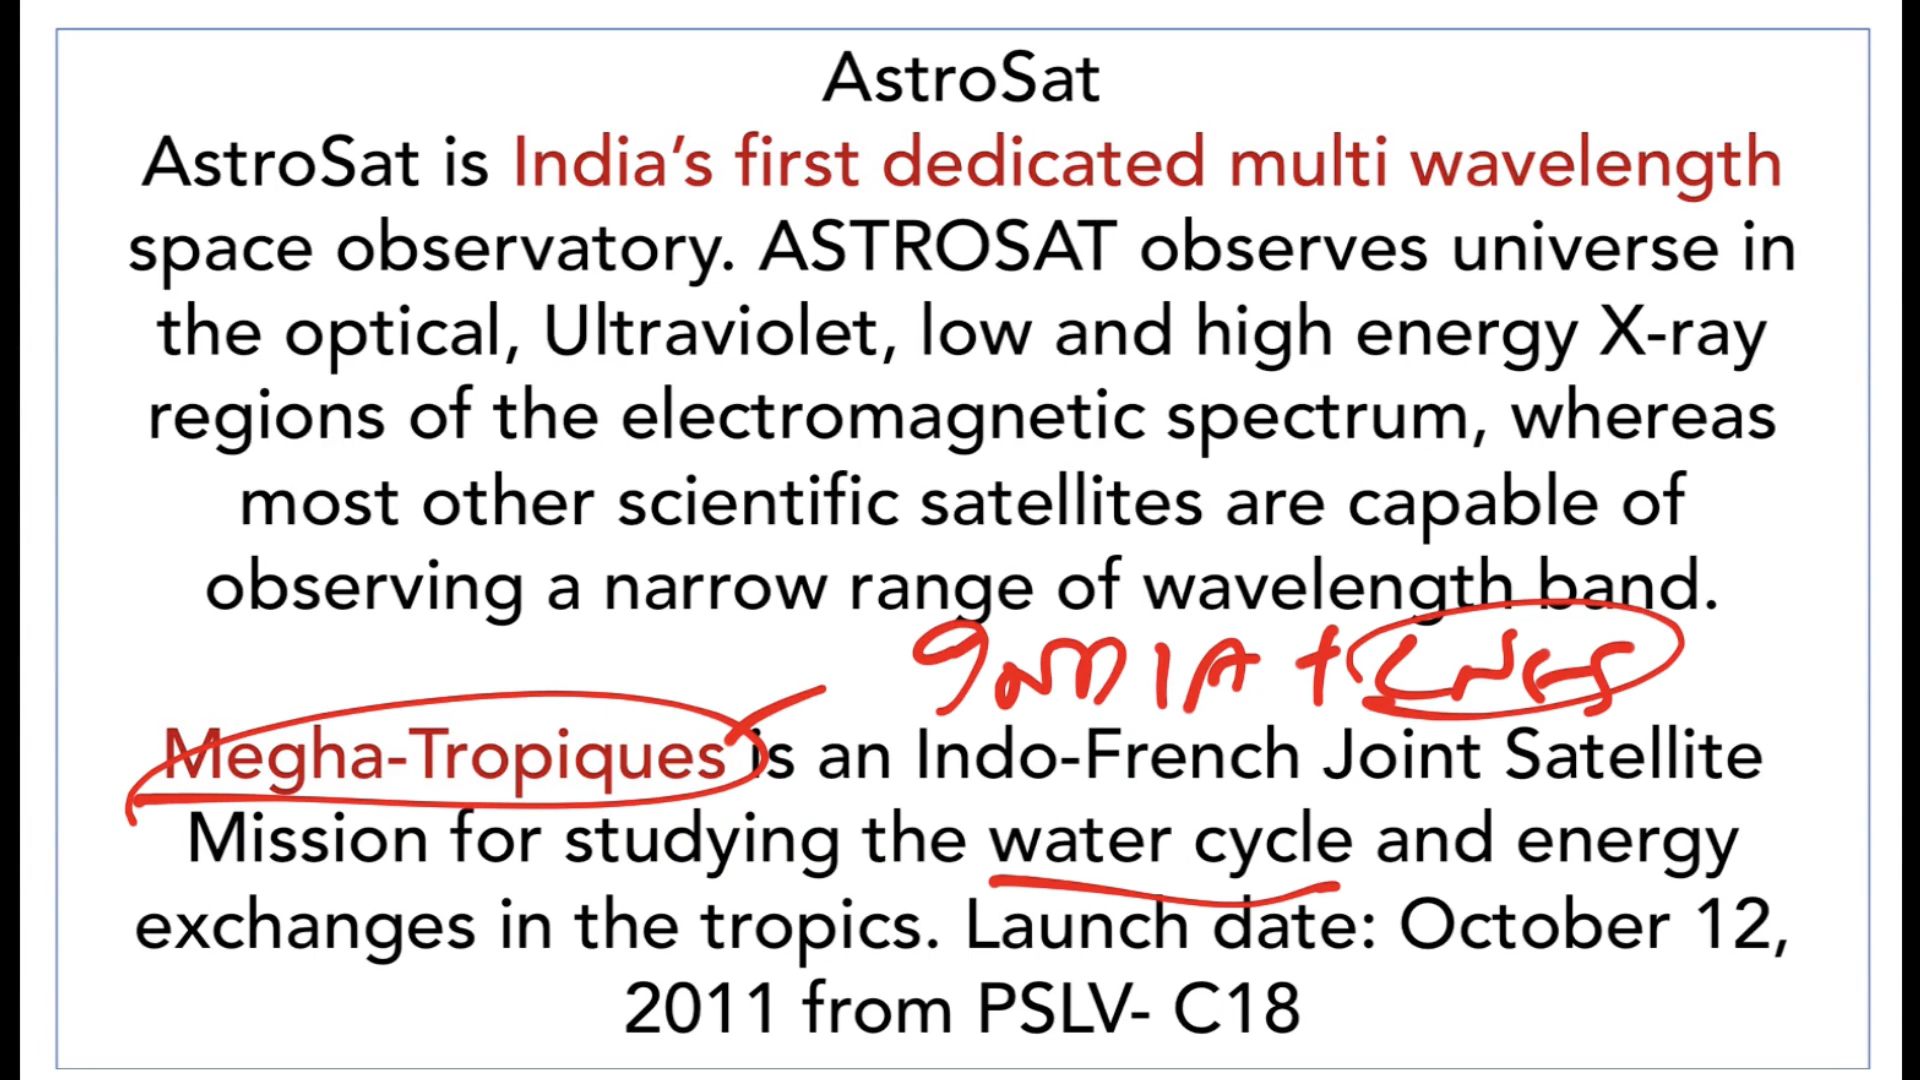 AstroSat
AstroSat is India’s first dedicated multi wavelength
space observatory. ASTROSAT observes universe in
the optical, Ultraviolet, low and high energy X-ray
regions of the electromagnetic spectrum, whereas
most other scientific satellites are capable of
observing a narrow range of wavelength band.
INDIA + CNES
Megha-Tropiques is an Indo-French Joint Satellite
Mission for studying the water cycle and energy
exchanges in the tropics. Launch date: October 12,
2011 from PSLV- C18